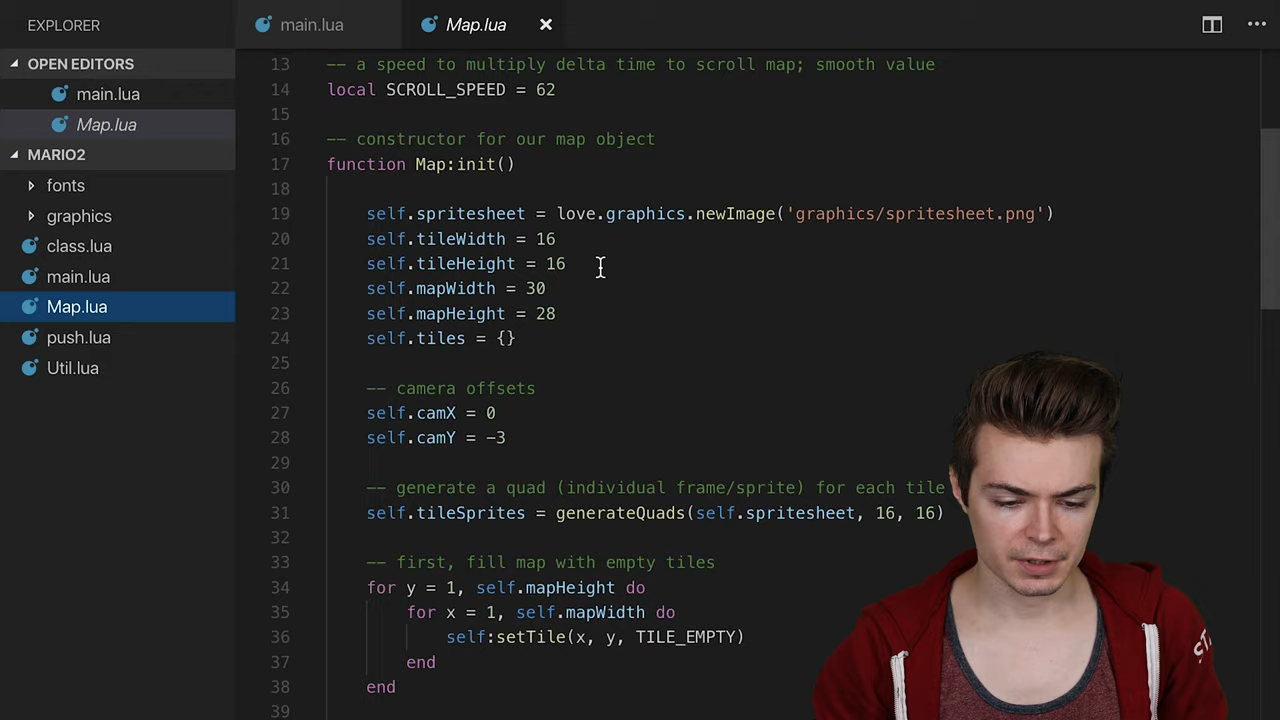 EXPLORER
main.lua
Map.lua
OPEN EDITORS
main.lua
Map.lua
MARIO2
fonts
graphics
class.lua
main.lua
Map.lua
push.lua
Util.lua
13 -- a speed to multiply delta time to scroll map; smooth value
14 local SCROLL_SPEED = 62
15
16 -- constructor for our map object
17 function Map:init()
18
19 self.spritesheet = love.graphics.newImage('graphics/spritesheet.png')
20 self.tileWidth = 16
21 self.tileHeight = 16
22 self.mapWidth = 30
23 self.mapHeight = 28
24 self.tiles = {}
25
26 -- camera offsets
27 self.camX = 0
28 self.camY = -3
29
30 -- generate a quad (individual frame/sprite) for each tile
31 self.tileSprites = generateQuads(self.spritesheet, 16, 16)
32
33 -- first, fill map with empty tiles
34 for y = 1, self.mapHeight do
35 for x = 1, self.mapWidth do
36 self:setTile(x, y, TILE_EMPTY)
37 end
38 end
39